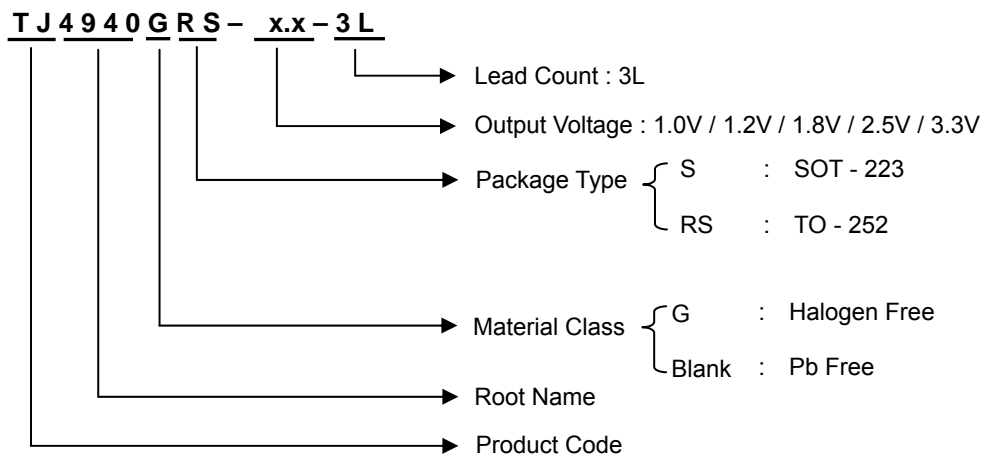 TJ4940GRS– x.x–3L
Lead Count : 3L
Output Voltage : 1.0V / 1.2V / 1.8V / 2.5V / 3.3V
Package Type
S : SOT - 223
RS : TO - 252
Material Class
G : Halogen Free
Blank : Pb Free
Root Name
Product Code